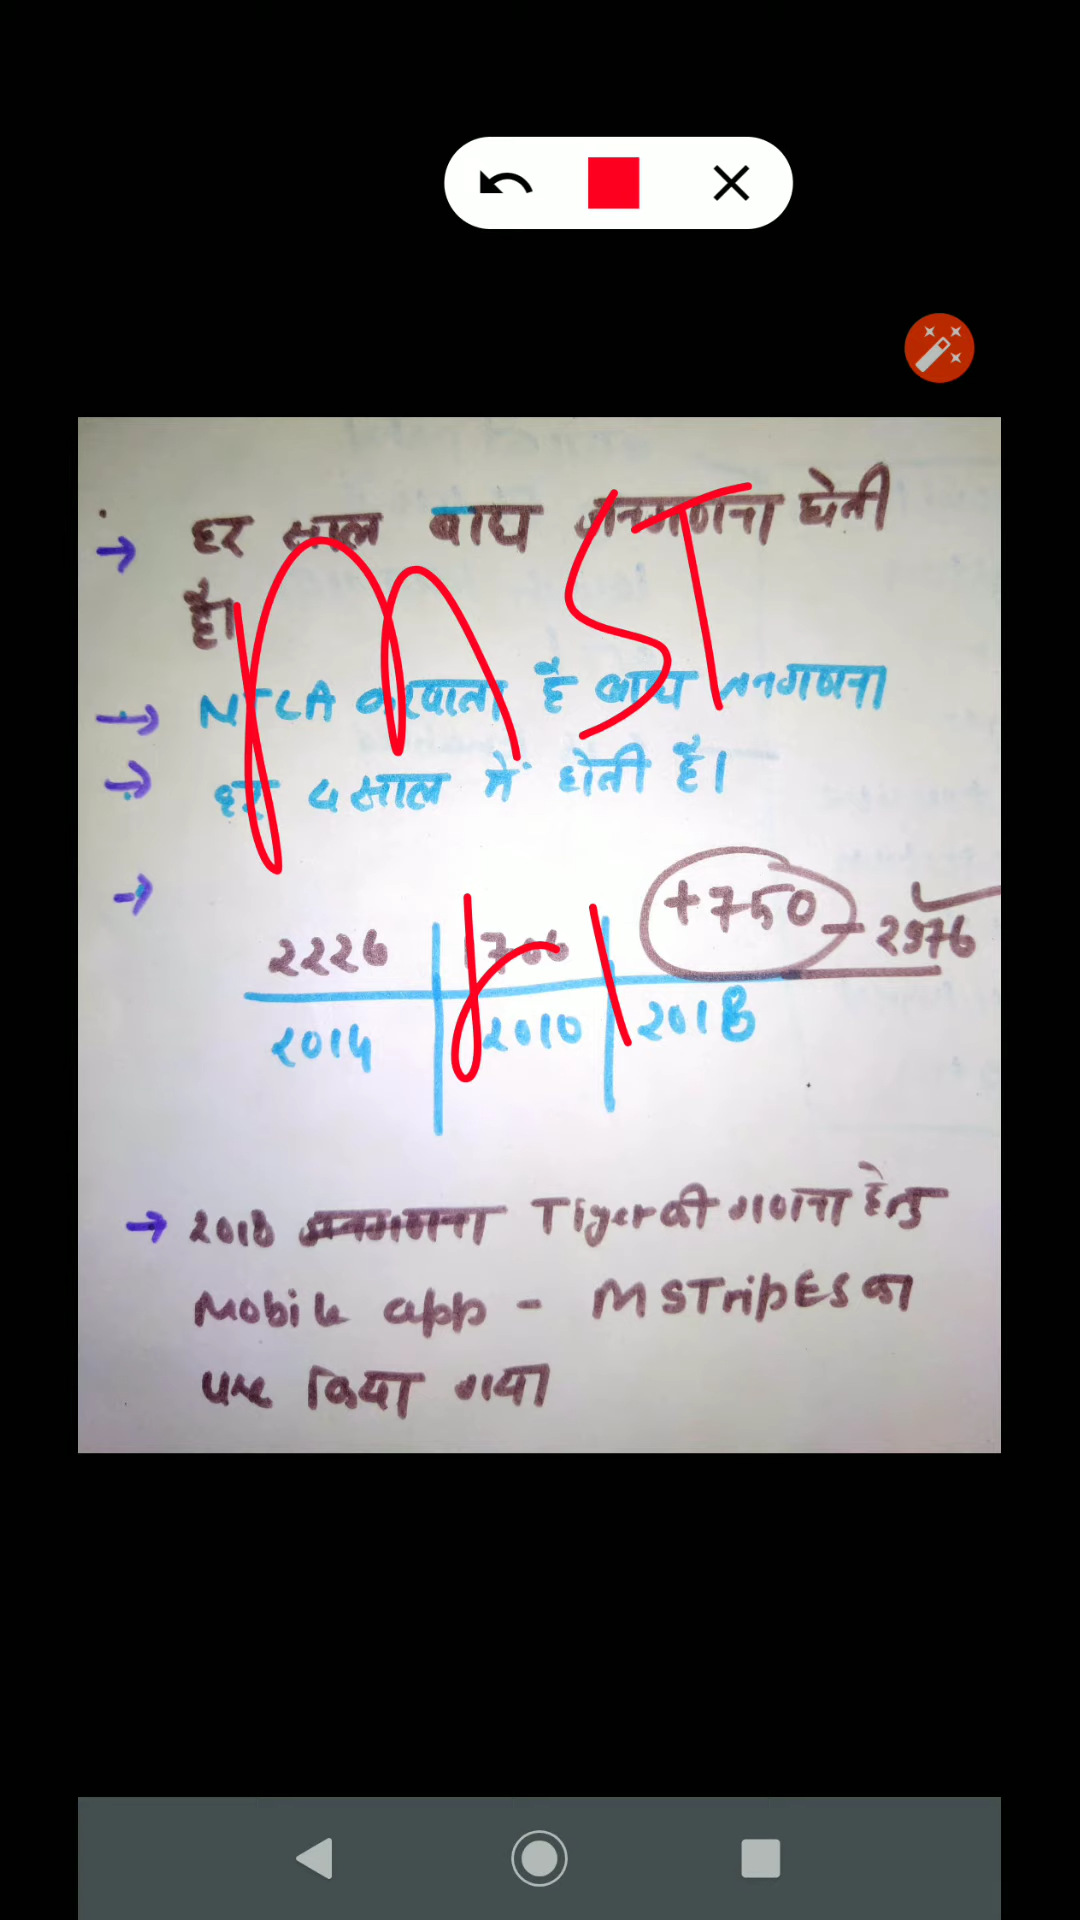 हर साल बाघ जनगणना होती
है।
NTCA करवाता है बाघ जनगणना
हर 4 साल में होती है।
+750 - 2976
2226 1706
2014 2010 2018
2018 जनगणना Tiger की गणना हेतु
Mobile app - MSTripES का
use किया गया
MST